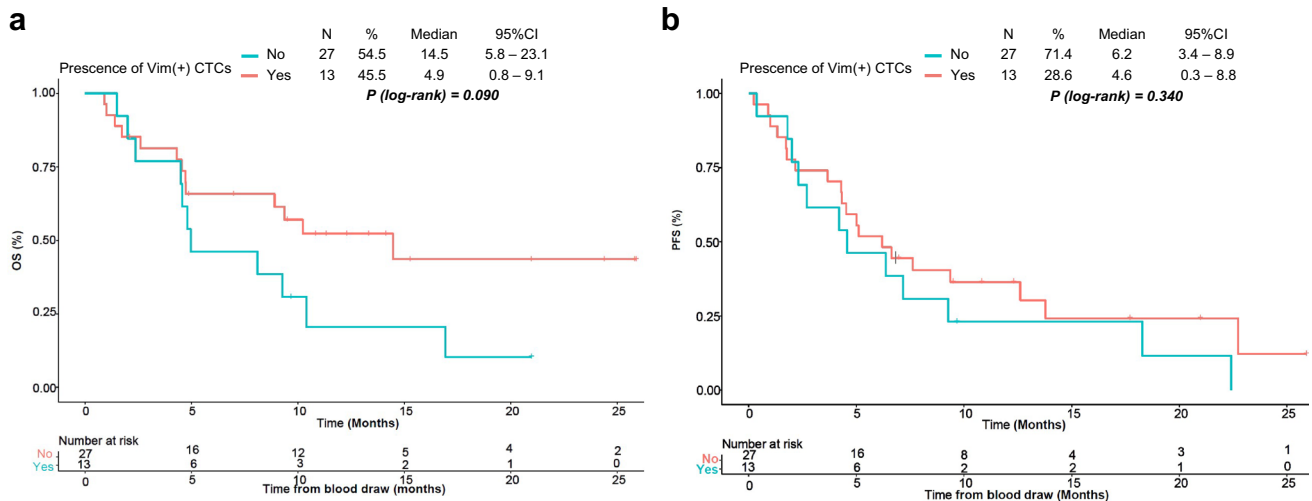 a
N % Median 95%CI
No 27 54.5 14.5 5.8 – 23.1
Prescence of Vim(+) CTCs
Yes 13 45.5 4.9 0.8 – 9.1
P (log-rank) = 0.090
1.00
0.75
0.50
0.25
0.00
OS (%)
0 5 10 15 20 25
Time (Months)
Number at risk
No 27 16 12 5 4 2
Yes 13 6 3 2 1 0
0 5 10 15 20 25
Time from blood draw (months)
b
N % Median 95%CI
No 27 71.4 6.2 3.4 – 8.9
Prescence of Vim(+) CTCs
Yes 13 28.6 4.6 0.3 – 8.8
P (log-rank) = 0.340
1.00
0.75
0.50
0.25
0.00
PFS (%)
0 5 10 15 20 25
Time (Months)
Number at risk
No 27 16 8 4 3 1
Yes 13 6 2 2 1 0
0 5 10 15 20 25
Time from blood draw (months)